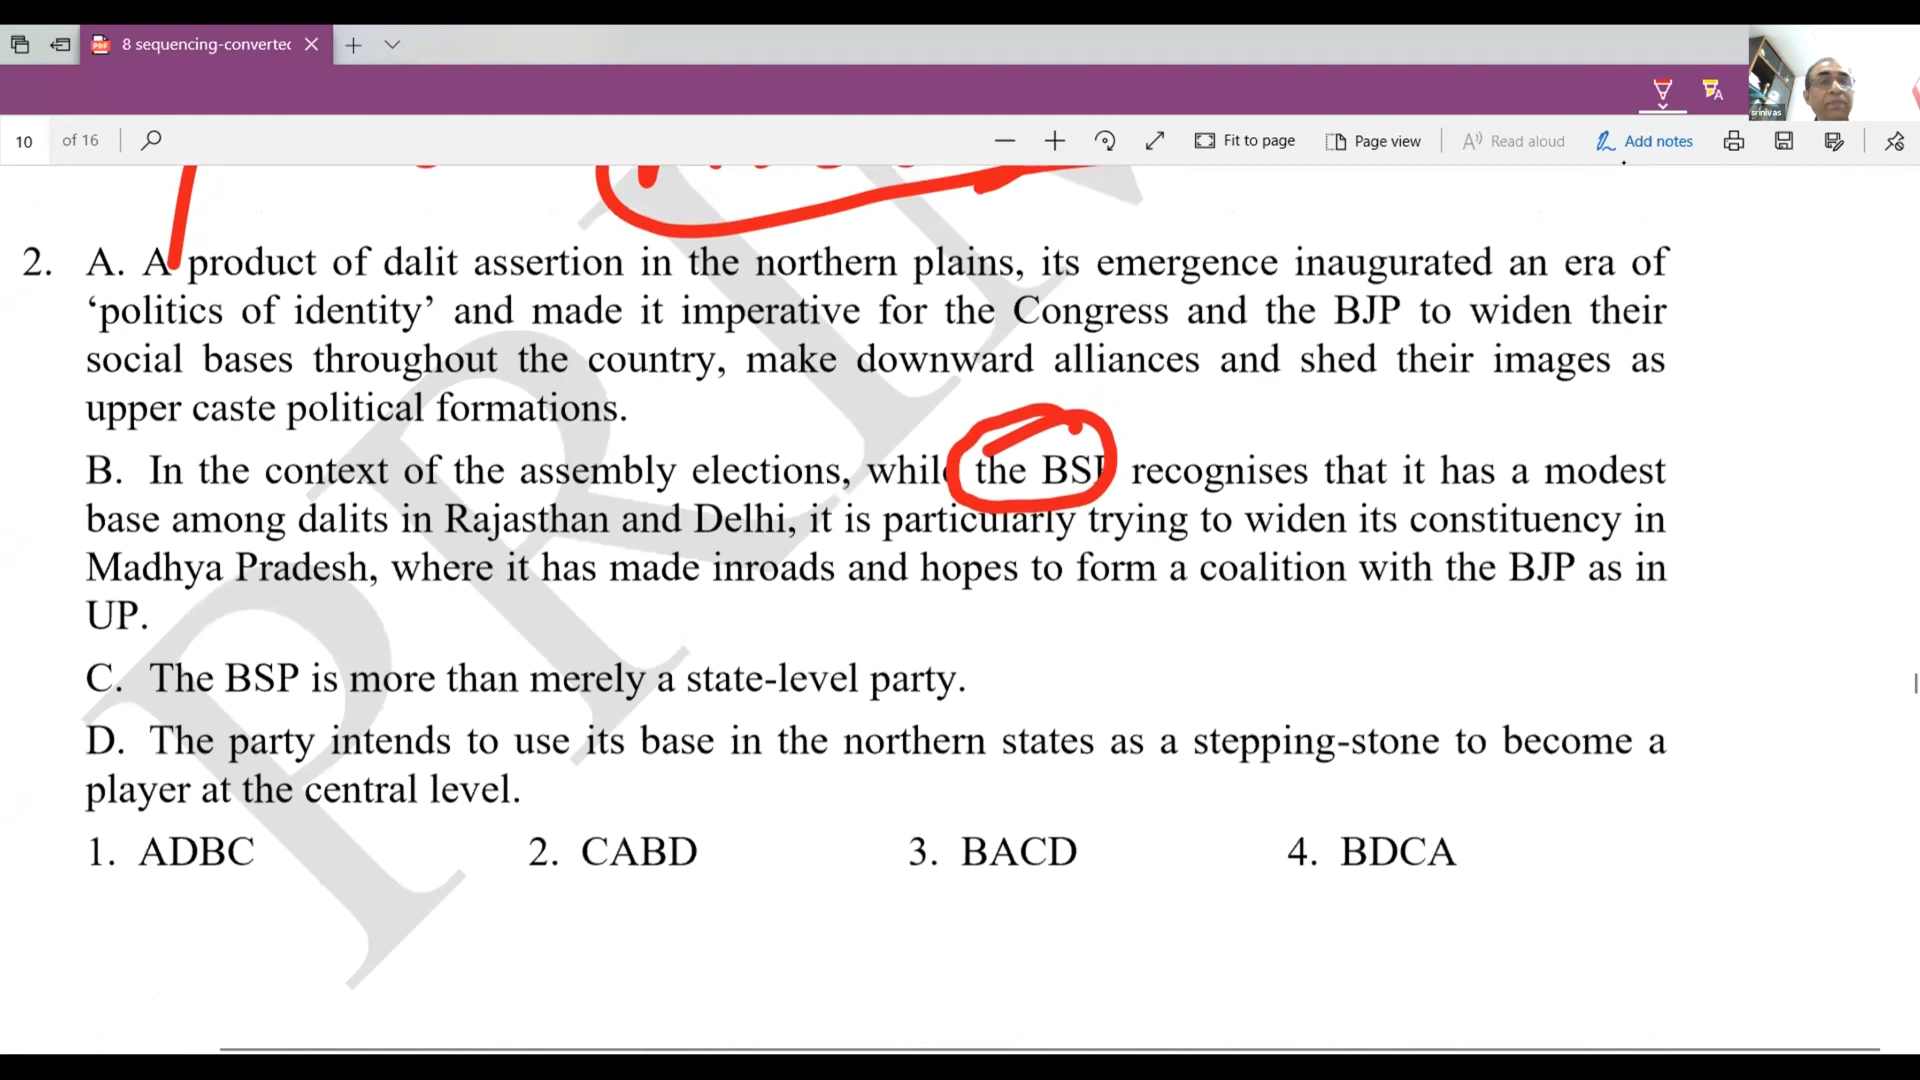 8 sequencing-converted
10 of 16 Fit to page Page view Read aloud Add notes
srinivas
2. A. A product of dalit assertion in the northern plains, its emergence inaugurated an era of
‘politics of identity’ and made it imperative for the Congress and the BJP to widen their
social bases throughout the country, make downward alliances and shed their images as
upper caste political formations.
B. In the context of the assembly elections, while the BSP recognises that it has a modest
base among dalits in Rajasthan and Delhi, it is particularly trying to widen its constituency in
Madhya Pradesh, where it has made inroads and hopes to form a coalition with the BJP as in
UP.
C. The BSP is more than merely a state-level party.
D. The party intends to use its base in the northern states as a stepping-stone to become a
player at the central level.
1. ADBC 2. CABD 3. BACD 4. BDCA